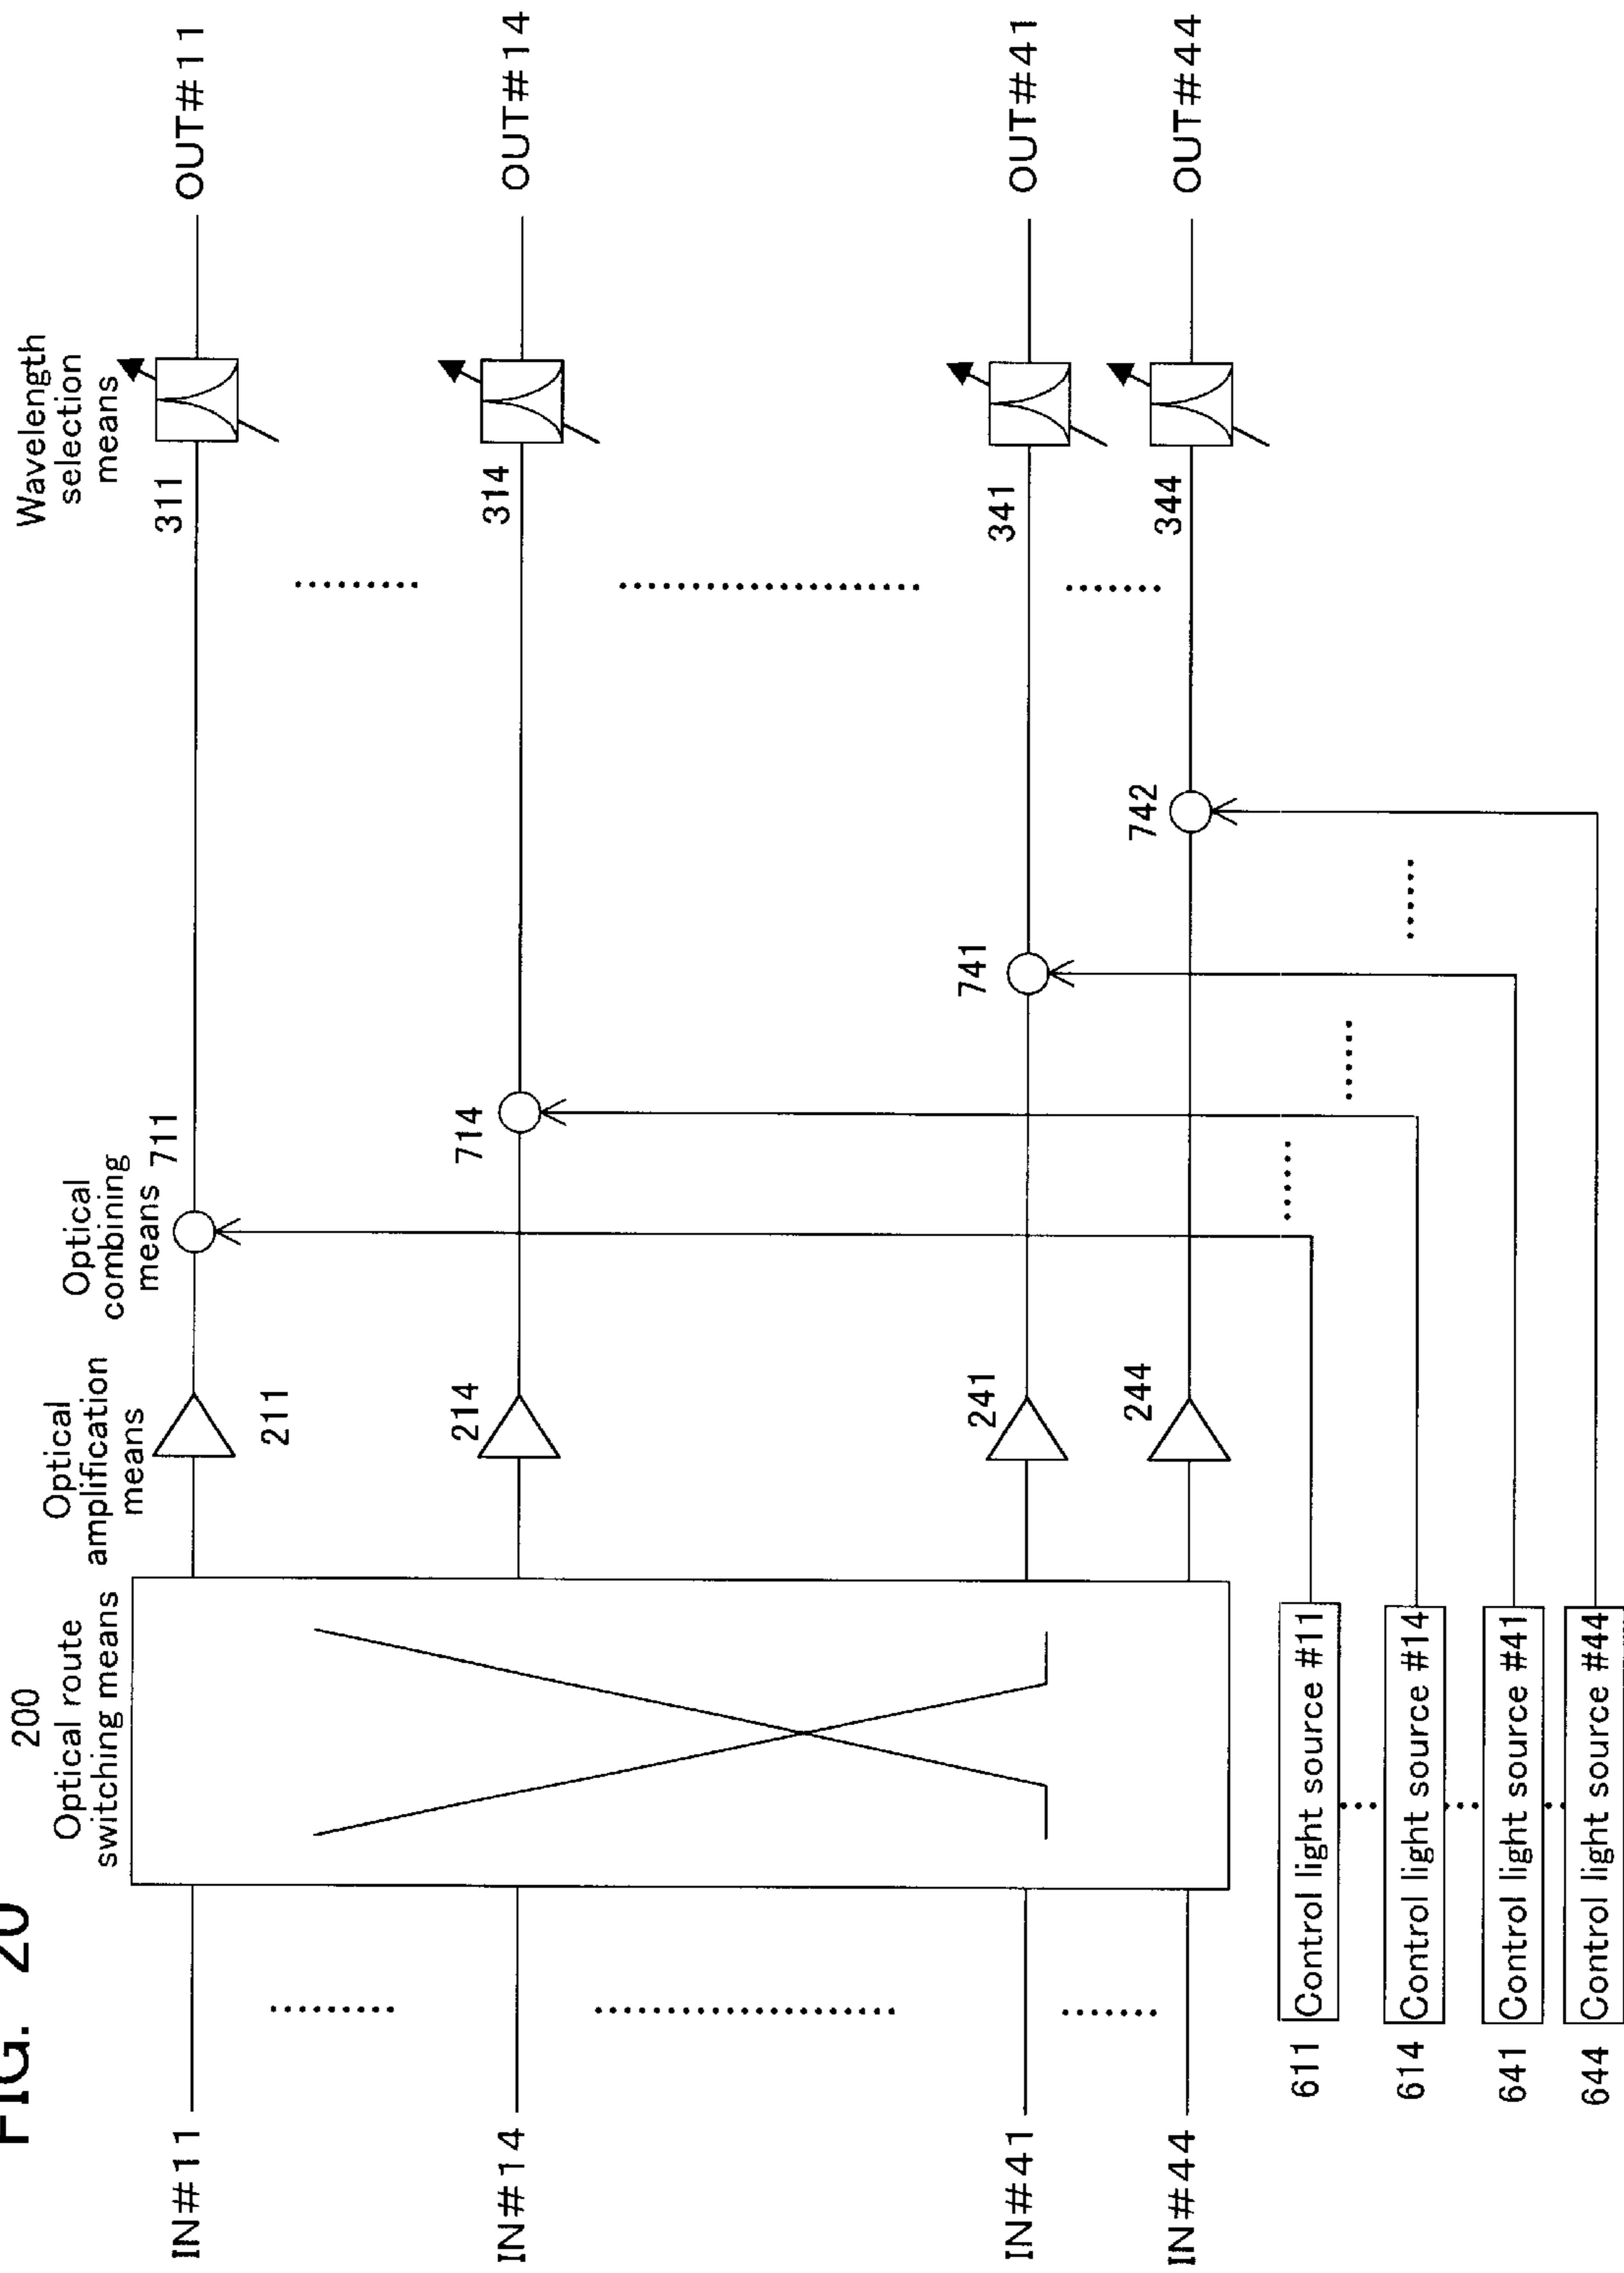 FIG. 20
200
Optical route
switching means
Optical
amplification
means
Optical
combining
means
Wavelength
selection
means
IN#11
211
711
311
OUT#11
IN#14
214
714
314
OUT#14
IN#41
241
741
341
OUT#41
IN#44
244
742
344
OUT#44
611 Control light source #11
614 Control light source #14
641 Control light source #41
644 Control light source #44